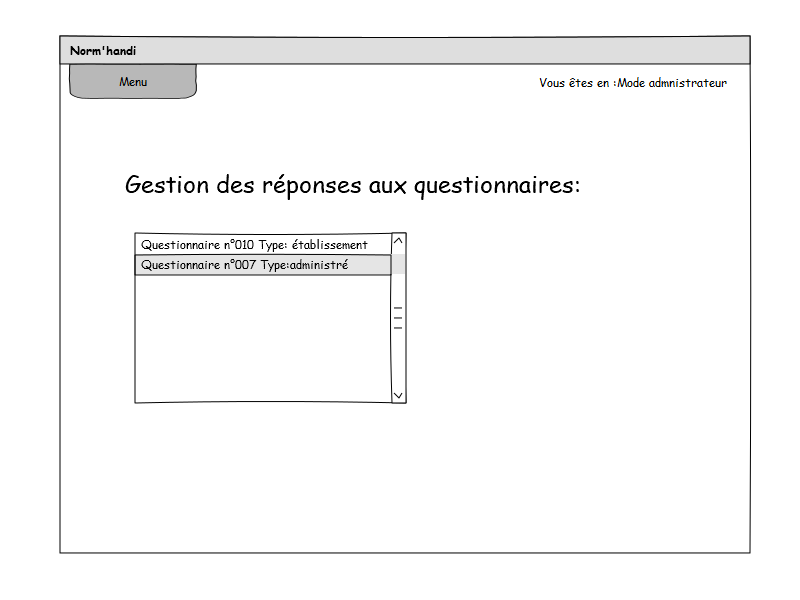 Norm'handi
Menu
Vous êtes en :Mode admnistrateur
Gestion des réponses aux questionnaires:
Questionnaire n°010 Type: établissement
Questionnaire n°007 Type:administré